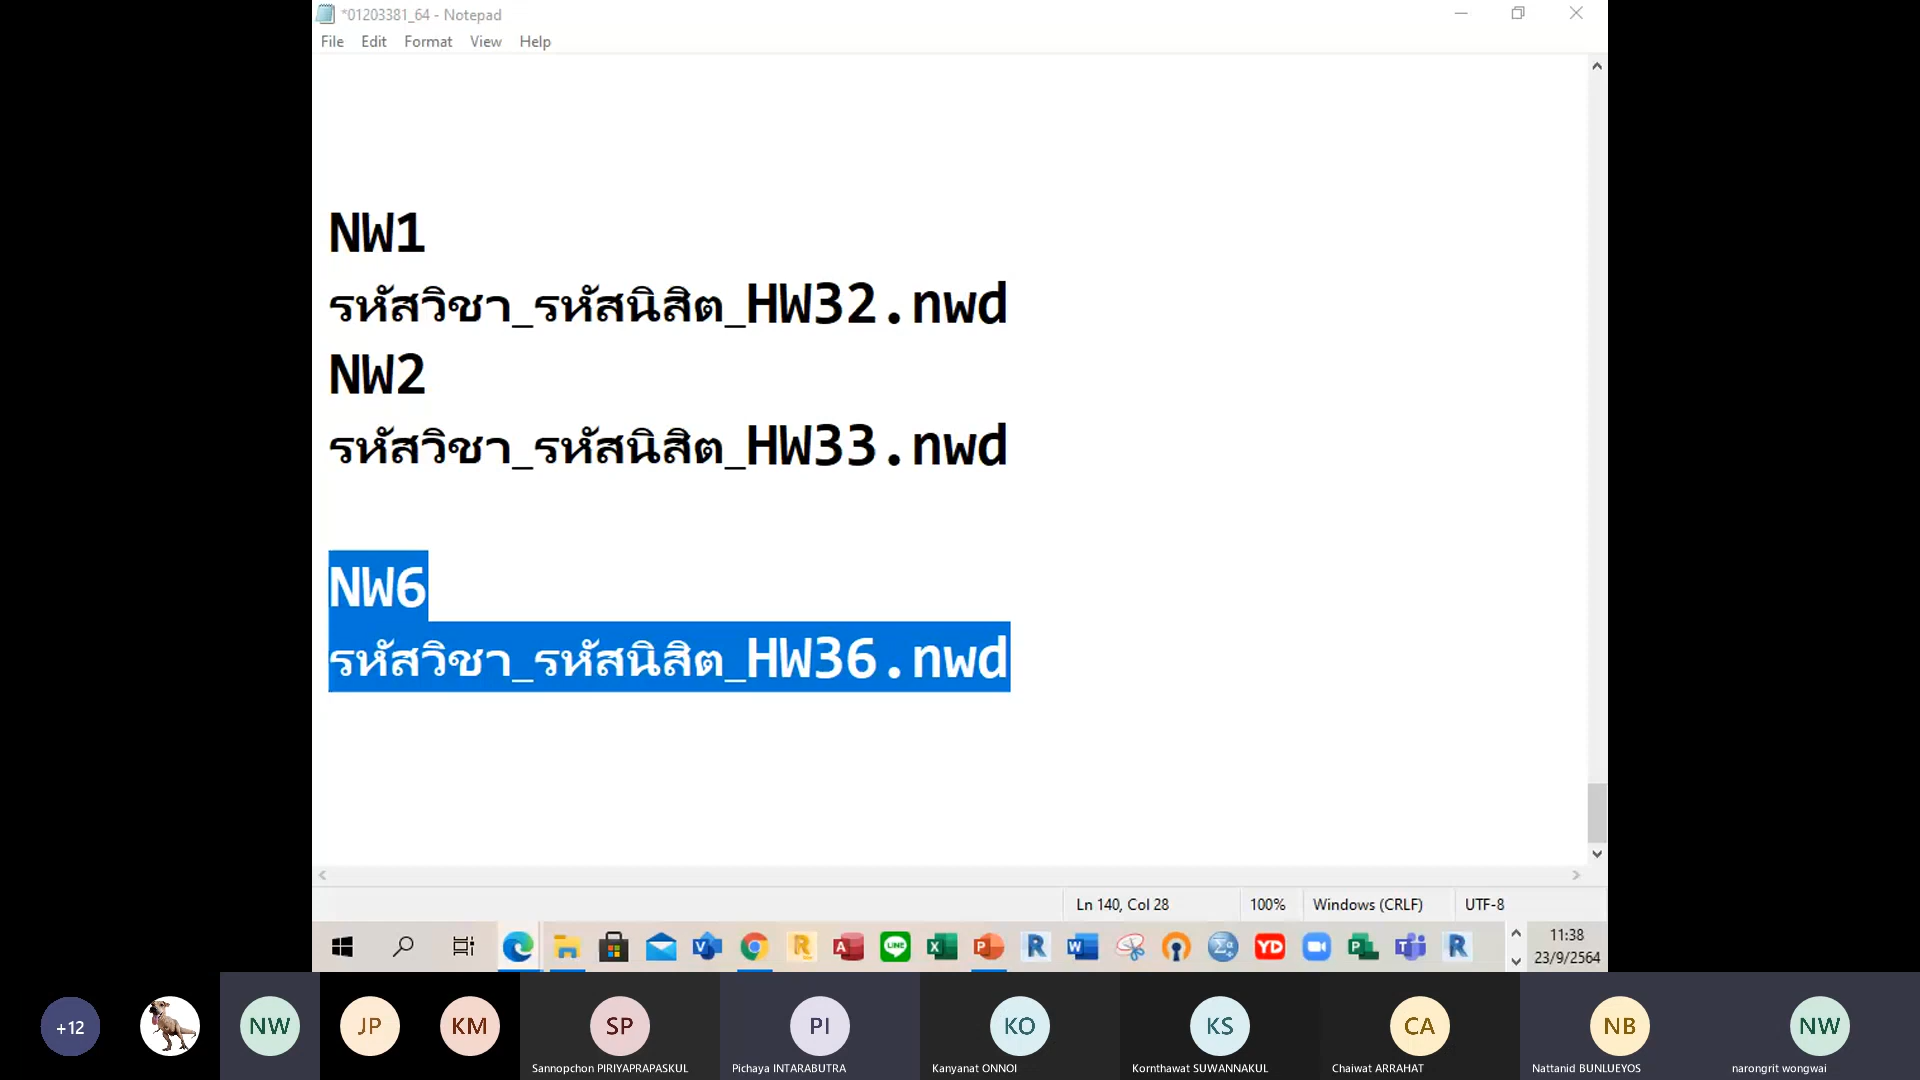 *01203381_64 - Notepad
File Edit Format View Help
NW1
รหัสวิชา_รหัสนิสิต_HW32.nwd
NW2
รหัสวิชา_รหัสนิสิต_HW33.nwd
NW6
รหัสวิชา_รหัสนิสิต_HW36.nwd
Ln 140, Col 28 100% Windows (CRLF) UTF-8
11:38
23/9/2564
+12 NW JP KM SP PI KO KS CA NB NW
Sannopchon PIRIYAPRAPASKUL Pichaya INTARABUTRA Kanyanat ONNOI Kornthawat SUWANNAKUL Chaiwat ARRAHAT Nattanid BUNLUEYOS narongrit wongwai